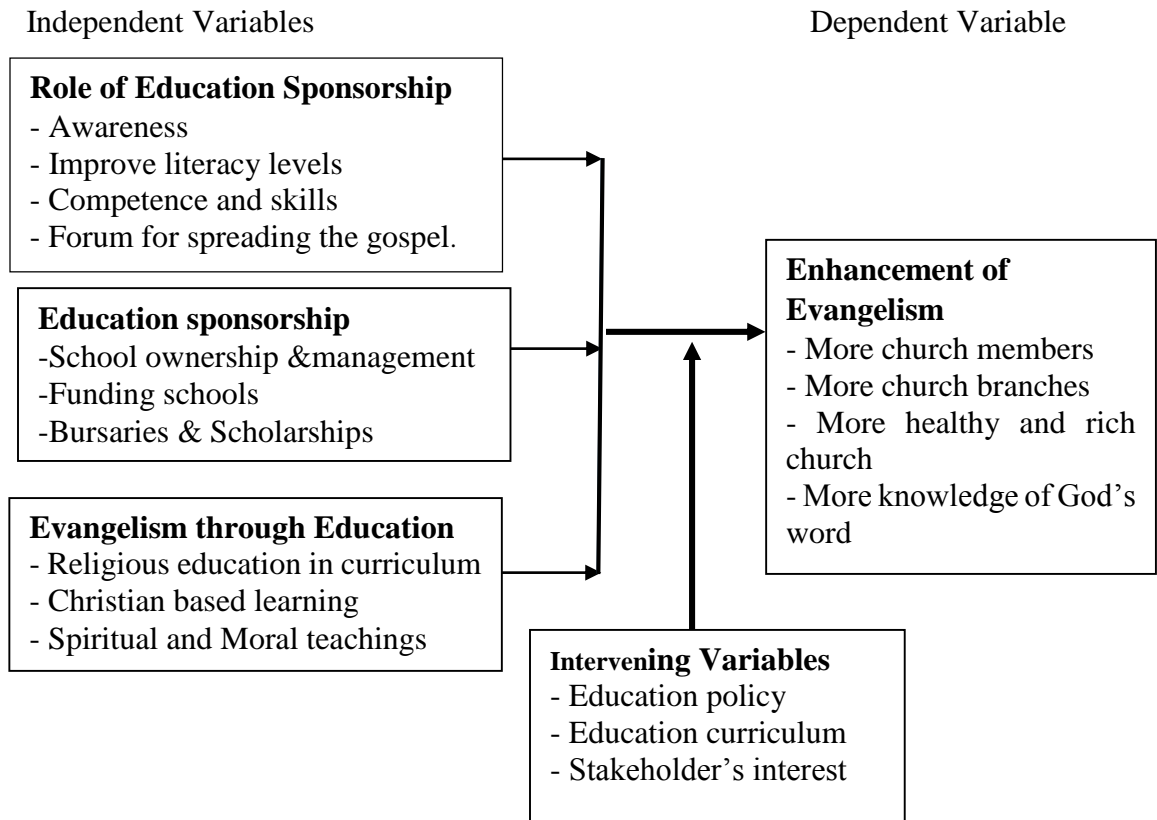 Independent Variables
Dependent Variable
Role of Education Sponsorship
- Awareness
- Improve literacy levels
- Competence and skills
- Forum for spreading the gospel.
Education sponsorship
-School ownership &management
-Funding schools
-Bursaries & Scholarships
Evangelism through Education
- Religious education in curriculum
- Christian based learning
- Spiritual and Moral teachings
Enhancement of
Evangelism
- More church members
- More church branches
- More healthy and rich
church
- More knowledge of God’s
word
Intervening Variables
- Education policy
- Education curriculum
- Stakeholder’s interest